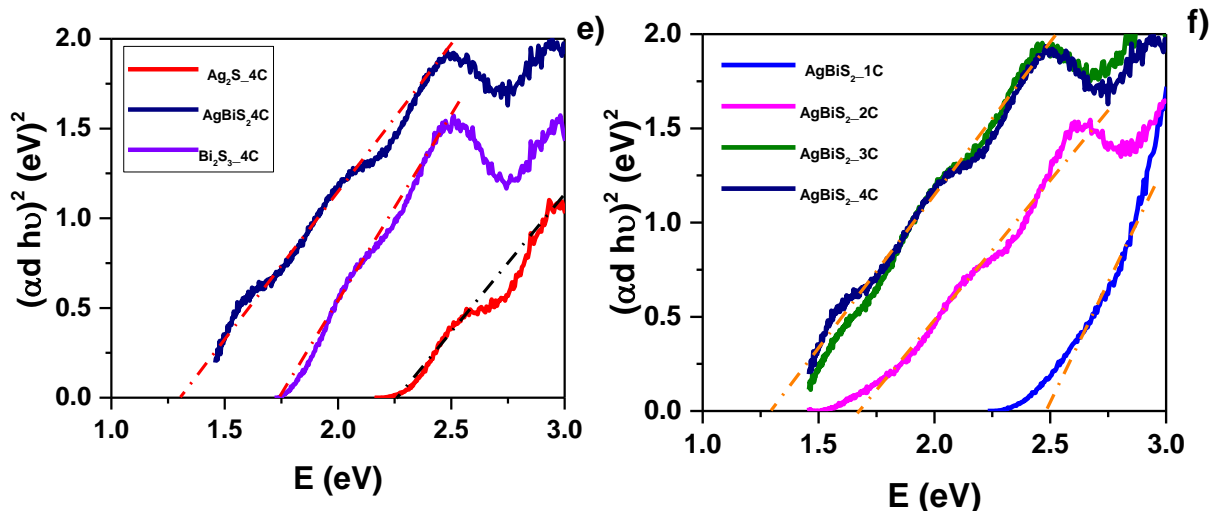 e)
(αd hυ)² (eV)²
2.0
1.5
1.0
0.5
0.0
Ag₂S_4C
AgBiS₂4C
Bi₂S₃_4C
1.0 1.5 2.0 2.5 3.0
E (eV)
f)
(αd hυ)² (eV)²
2.0
1.5
1.0
0.5
0.0
AgBiS₂_1C
AgBiS₂_2C
AgBiS₂_3C
AgBiS₂_4C
1.0 1.5 2.0 2.5 3.0
E (eV)